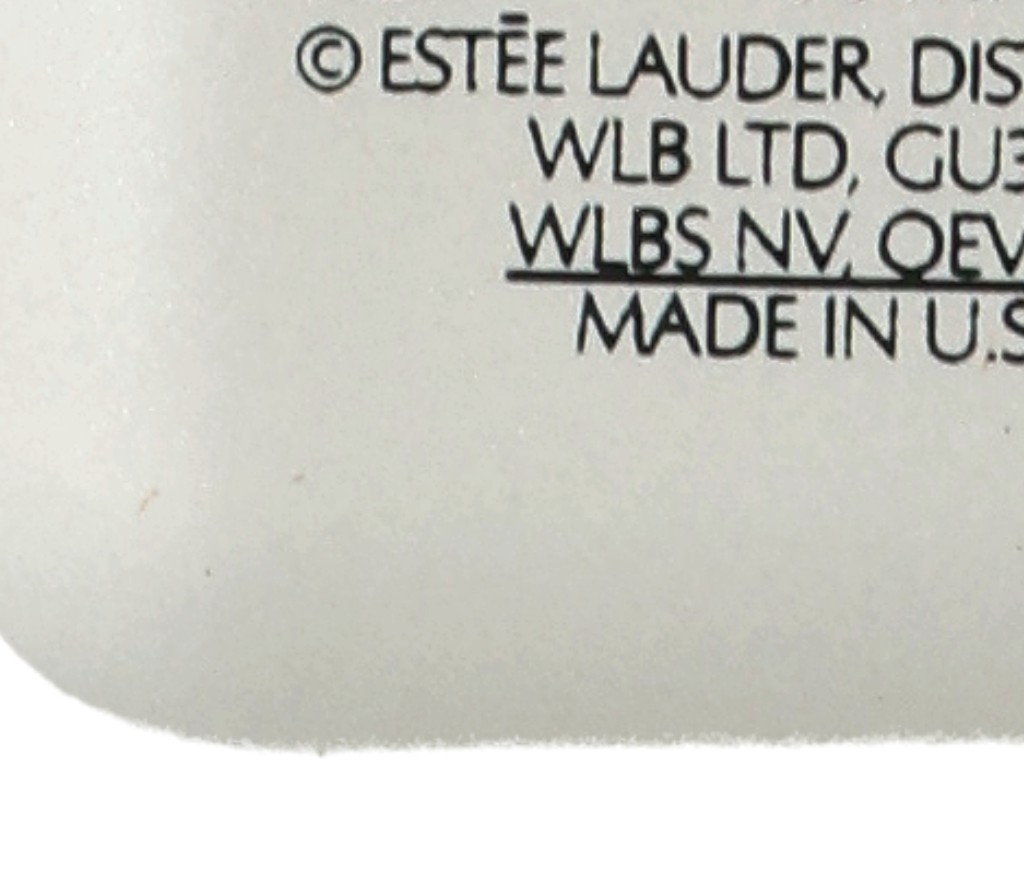 © ESTĒE LAUDER, DIS
WLB LTD, GU3
WLBS NV, OEV
MADE IN U.S